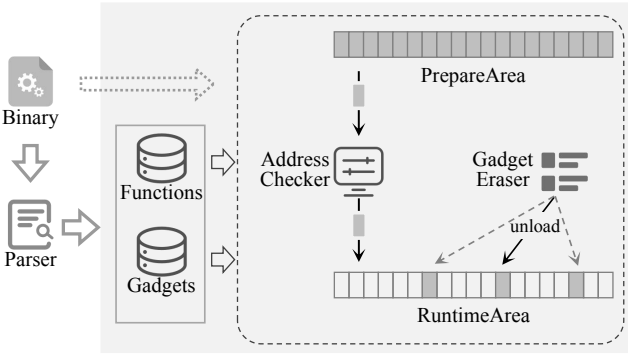 PrepareArea
Binary
Functions
Address
Checker
Gadget
Eraser
unload
Parser
Gadgets
RuntimeArea